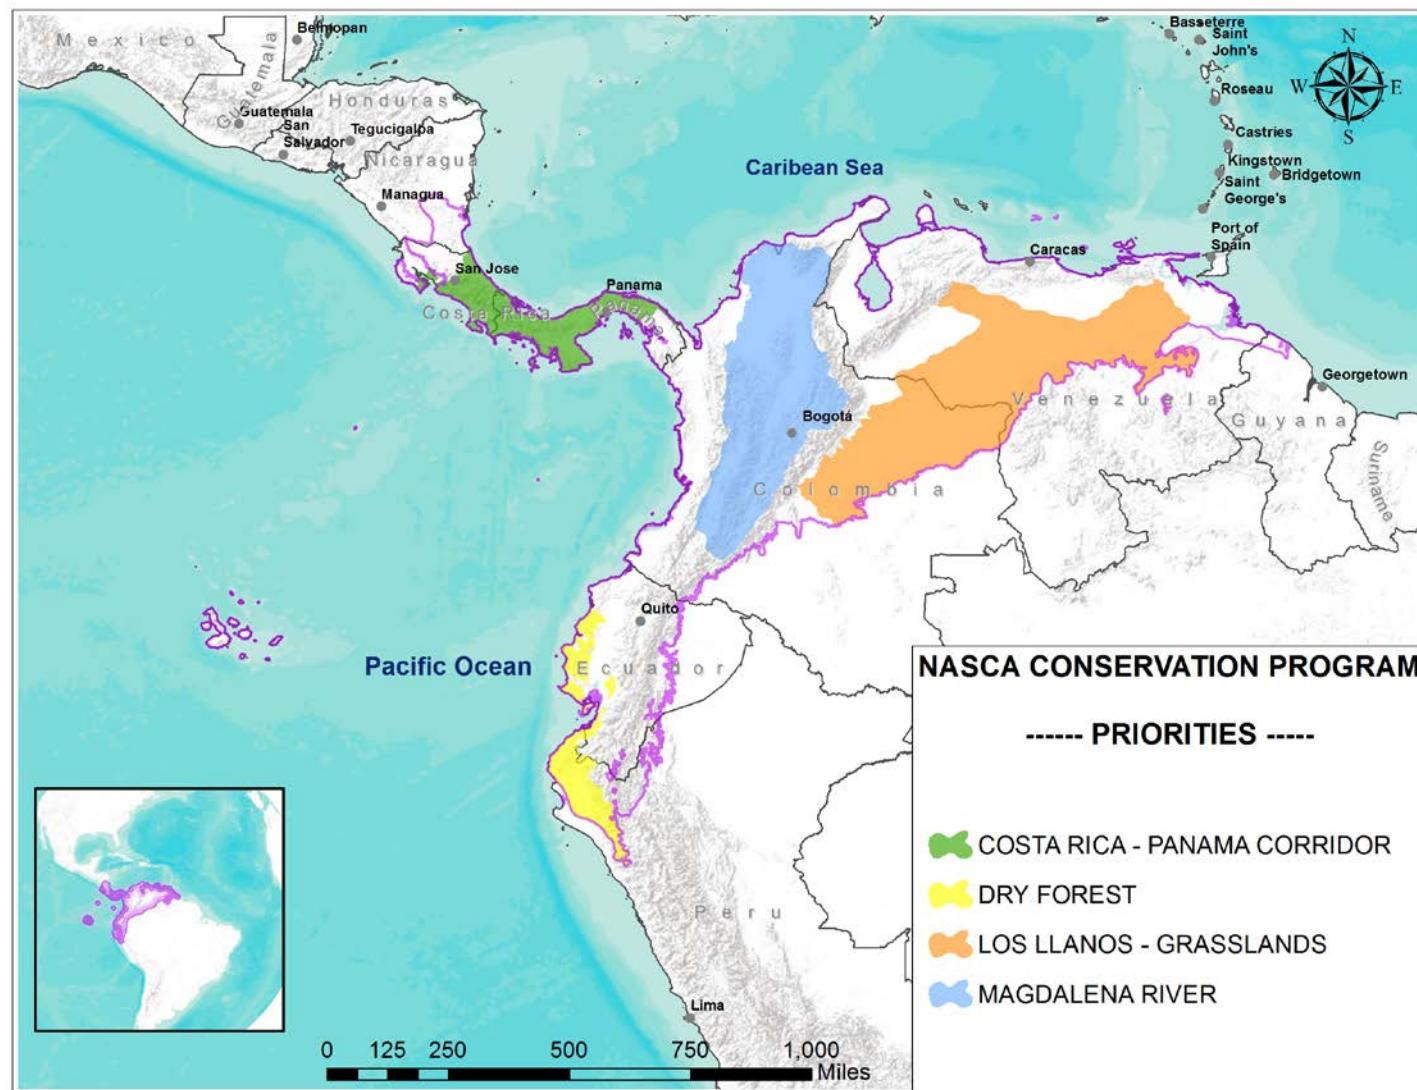 Belmopan
Mexico
Guatemala
Honduras
Guatemala
San
Salvador
Tegucigalpa
Nicaragua
Managua
San Jose
Costa Rica
Panama
Panama
Caribean Sea
Basseterre
Saint
John's
Roseau
Castries
Kingstown
Bridgetown
Saint
George's
Port of
Spain
N
W
E
S
Caracas
Georgetown
Venezuela
Guyana
Suriname
Bogotá
Colombia
Quito
Ecuador
Pacific Ocean
Peru
Lima
NASCA CONSERVATION PROGRAM
------ PRIORITIES -----
COSTA RICA - PANAMA CORRIDOR
DRY FOREST
LOS LLANOS - GRASSLANDS
MAGDALENA RIVER
0 125 250 500 750 1,000
Miles